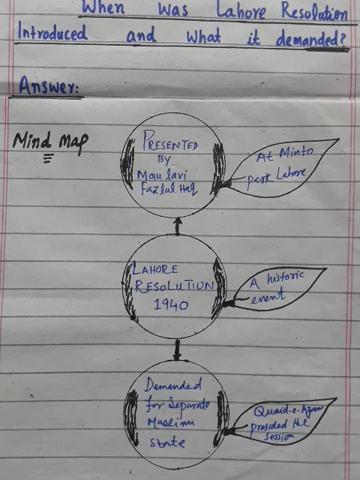 When was Lahore Resolution
Introduced and what it demanded?
Answer:
Mind Map
PRESENTED
BY
Maulavi
Fazlul Haq
At Minto
park Lahore
LAHORE
RESOLUTION
1940
A historic
event
Demanded
for Separate
Muslim
state
Quaid-e-Azam
presided the
session